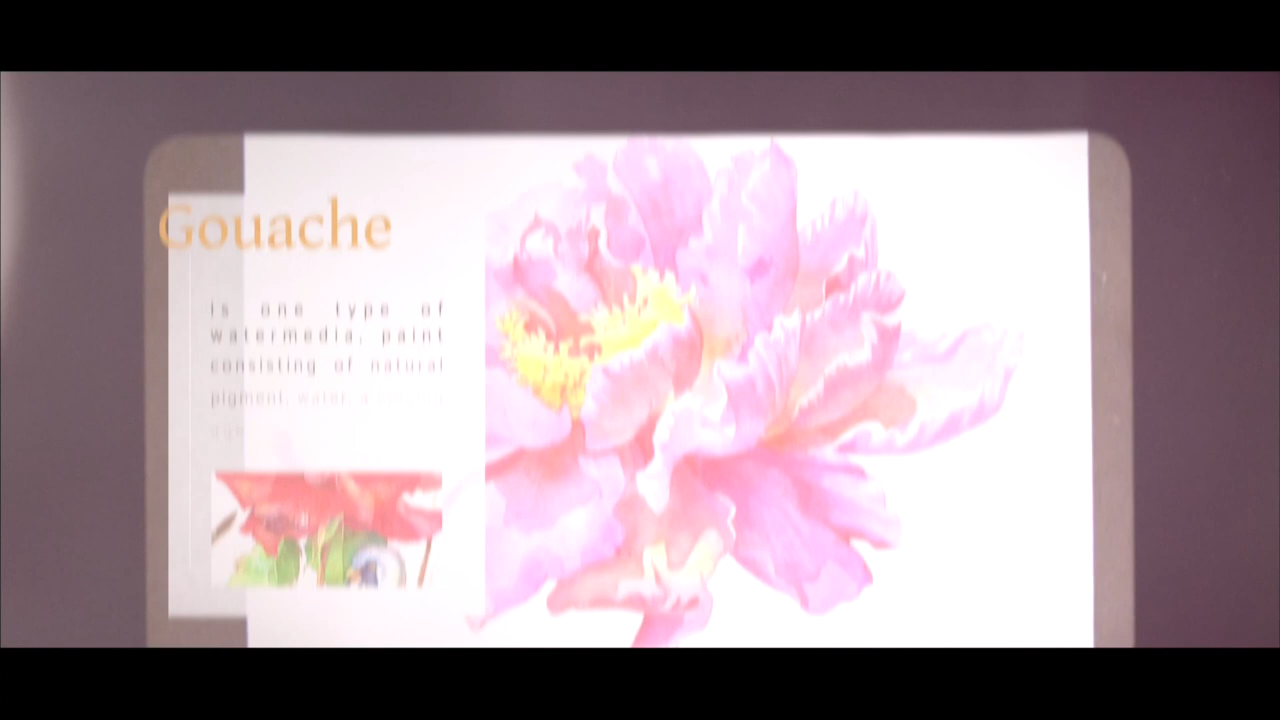 Gouache
is one type of
watermedia, paint
consisting of natural
pigment, water, a